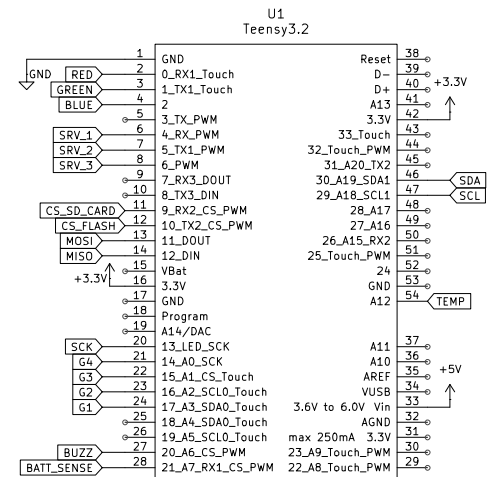 U1
Teensy3.2
1 GND Reset 38
GND
RED 2 0_RX1_Touch D- 39
GREEN 3 1_TX1_Touch D+ 40 +3.3V
BLUE 4 2 A13 41
5 3_TX_PWM 3.3V 42
SRV_1 6 4_RX_PWM 33_Touch 43
SRV_2 7 5_TX1_PWM 32_Touch_PWM 44
SRV_3 8 6_PWM 31_A20_TX2 45
9 7_RX3_DOUT 30_A19_SDA1 46 SDA
10 8_TX3_DIN 29_A18_SCL1 47 SCL
CS_SD_CARD 11 9_RX2_CS_PWM 28_A17 48
CS_FLASH 12 10_TX2_CS_PWM 27_A16 49
MOSI 13 11_DOUT 26_A15_RX2 50
MISO 14 12_DIN 25_Touch_PWM 51
15 VBat 24 52
+3.3V 16 3.3V GND 53
17 GND A12 54 TEMP
18 Program
19 A14/DAC
SCK 20 13_LED_SCK A11 37
G4 21 14_A0_SCK A10 36
G3 22 15_A1_CS_Touch AREF 35 +5V
G2 23 16_A2_SCL0_Touch VUSB 34
G1 24 17_A3_SDA0_Touch 3.6V to 6.0V Vin 33
25 18_A4_SDA0_Touch AGND 32
26 19_A5_SCL0_Touch max 250mA 3.3V 31
BUZZ 27 20_A6_CS_PWM 23_A9_Touch_PWM 30
BATT_SENSE 28 21_A7_RX1_CS_PWM 22_A8_Touch_PWM 29